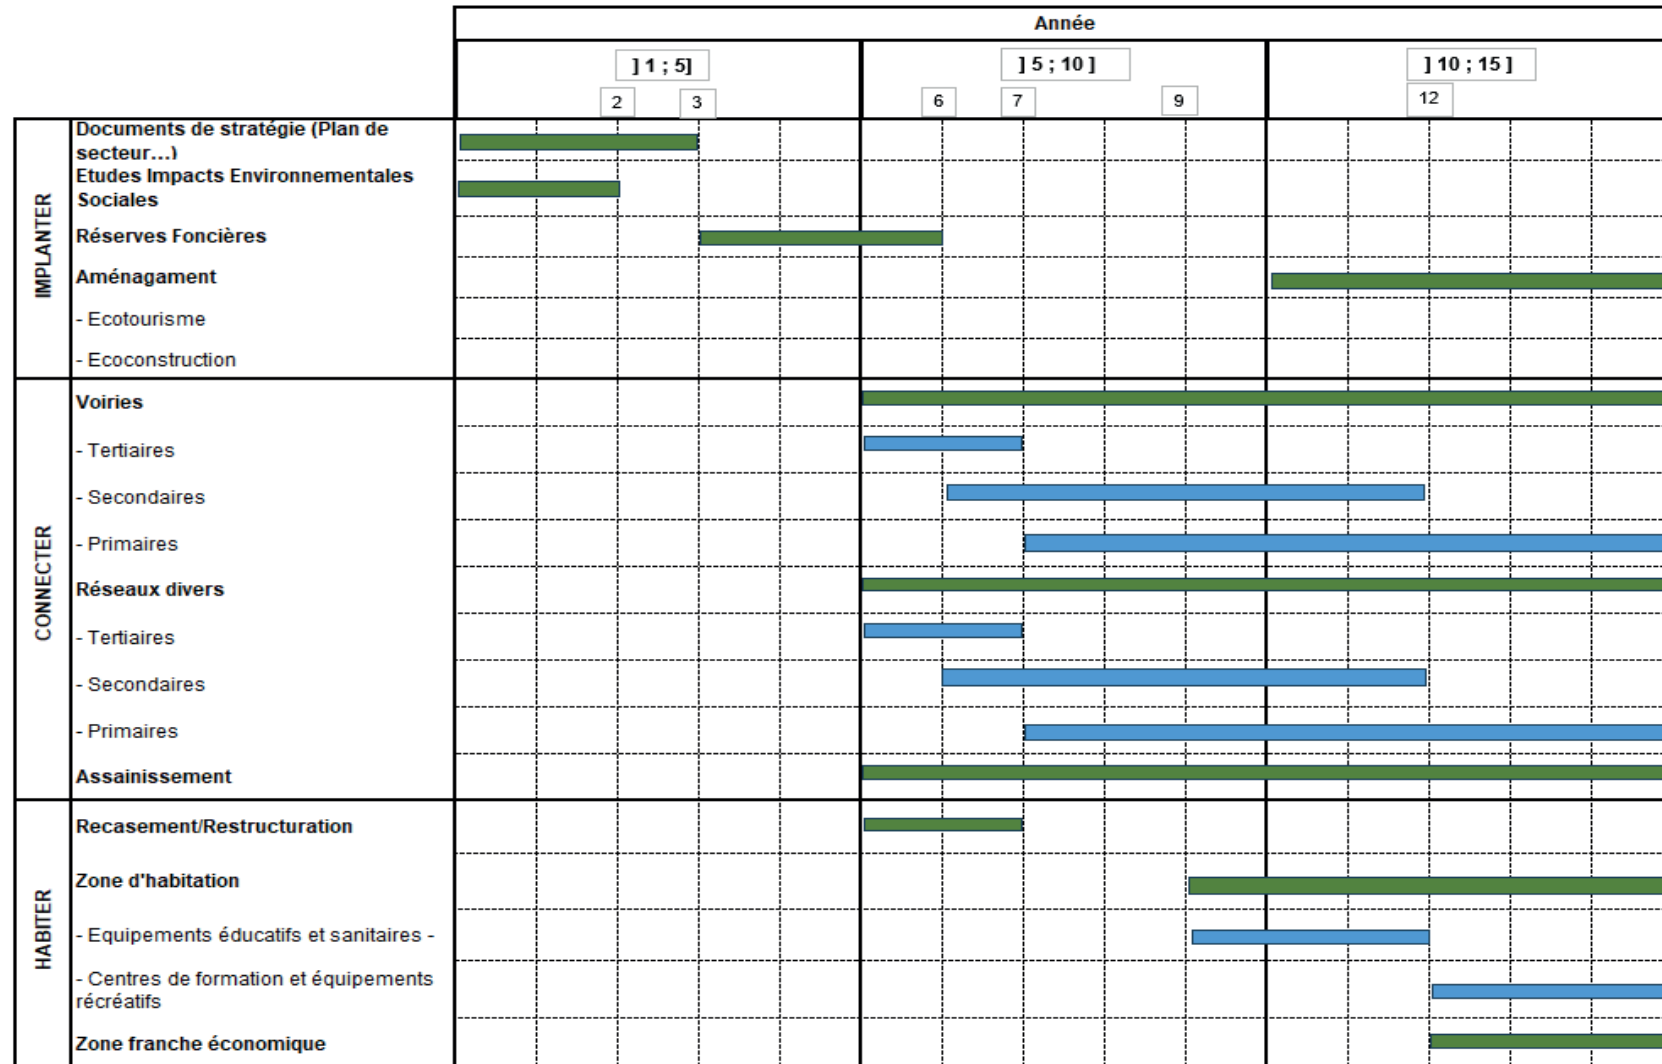 Année
] 1 ; 5]
] 5 ; 10 ]
] 10 ; 15 ]
2
3
6
7
9
12
IMPLANTER
Documents de stratégie (Plan de
secteur…)
Etudes Impacts Environnementales
Sociales
Réserves Foncières
Aménagament
- Ecotourisme
- Ecoconstruction
CONNECTER
Voiries
- Tertiaires
- Secondaires
- Primaires
Réseaux divers
- Tertiaires
- Secondaires
- Primaires
Assainissement
HABITER
Recasement/Restructuration
Zone d'habitation
- Equipements éducatifs et sanitaires -
- Centres de formation et équipements
récréatifs
Zone franche économique